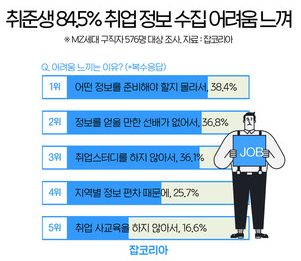 취준생 84.5% 취업 정보 수집 어려움 느껴
※ MZ세대 구직자 576명 대상 조사, 자료 : 잡코리아
Q. 어려움 느끼는 이유? (*복수응답)
1위 어떤 정보를 준비해야 할지 몰라서, 38.4%
2위 정보를 얻을 만한 선배가 없어서, 36.8%
3위 취업스터디를 하지 않아서, 36.1%
4위 지역별 정보 편차 때문에, 25.7%
5위 취업 사교육을 하지 않아서, 16.6%
JOB
잡코리아